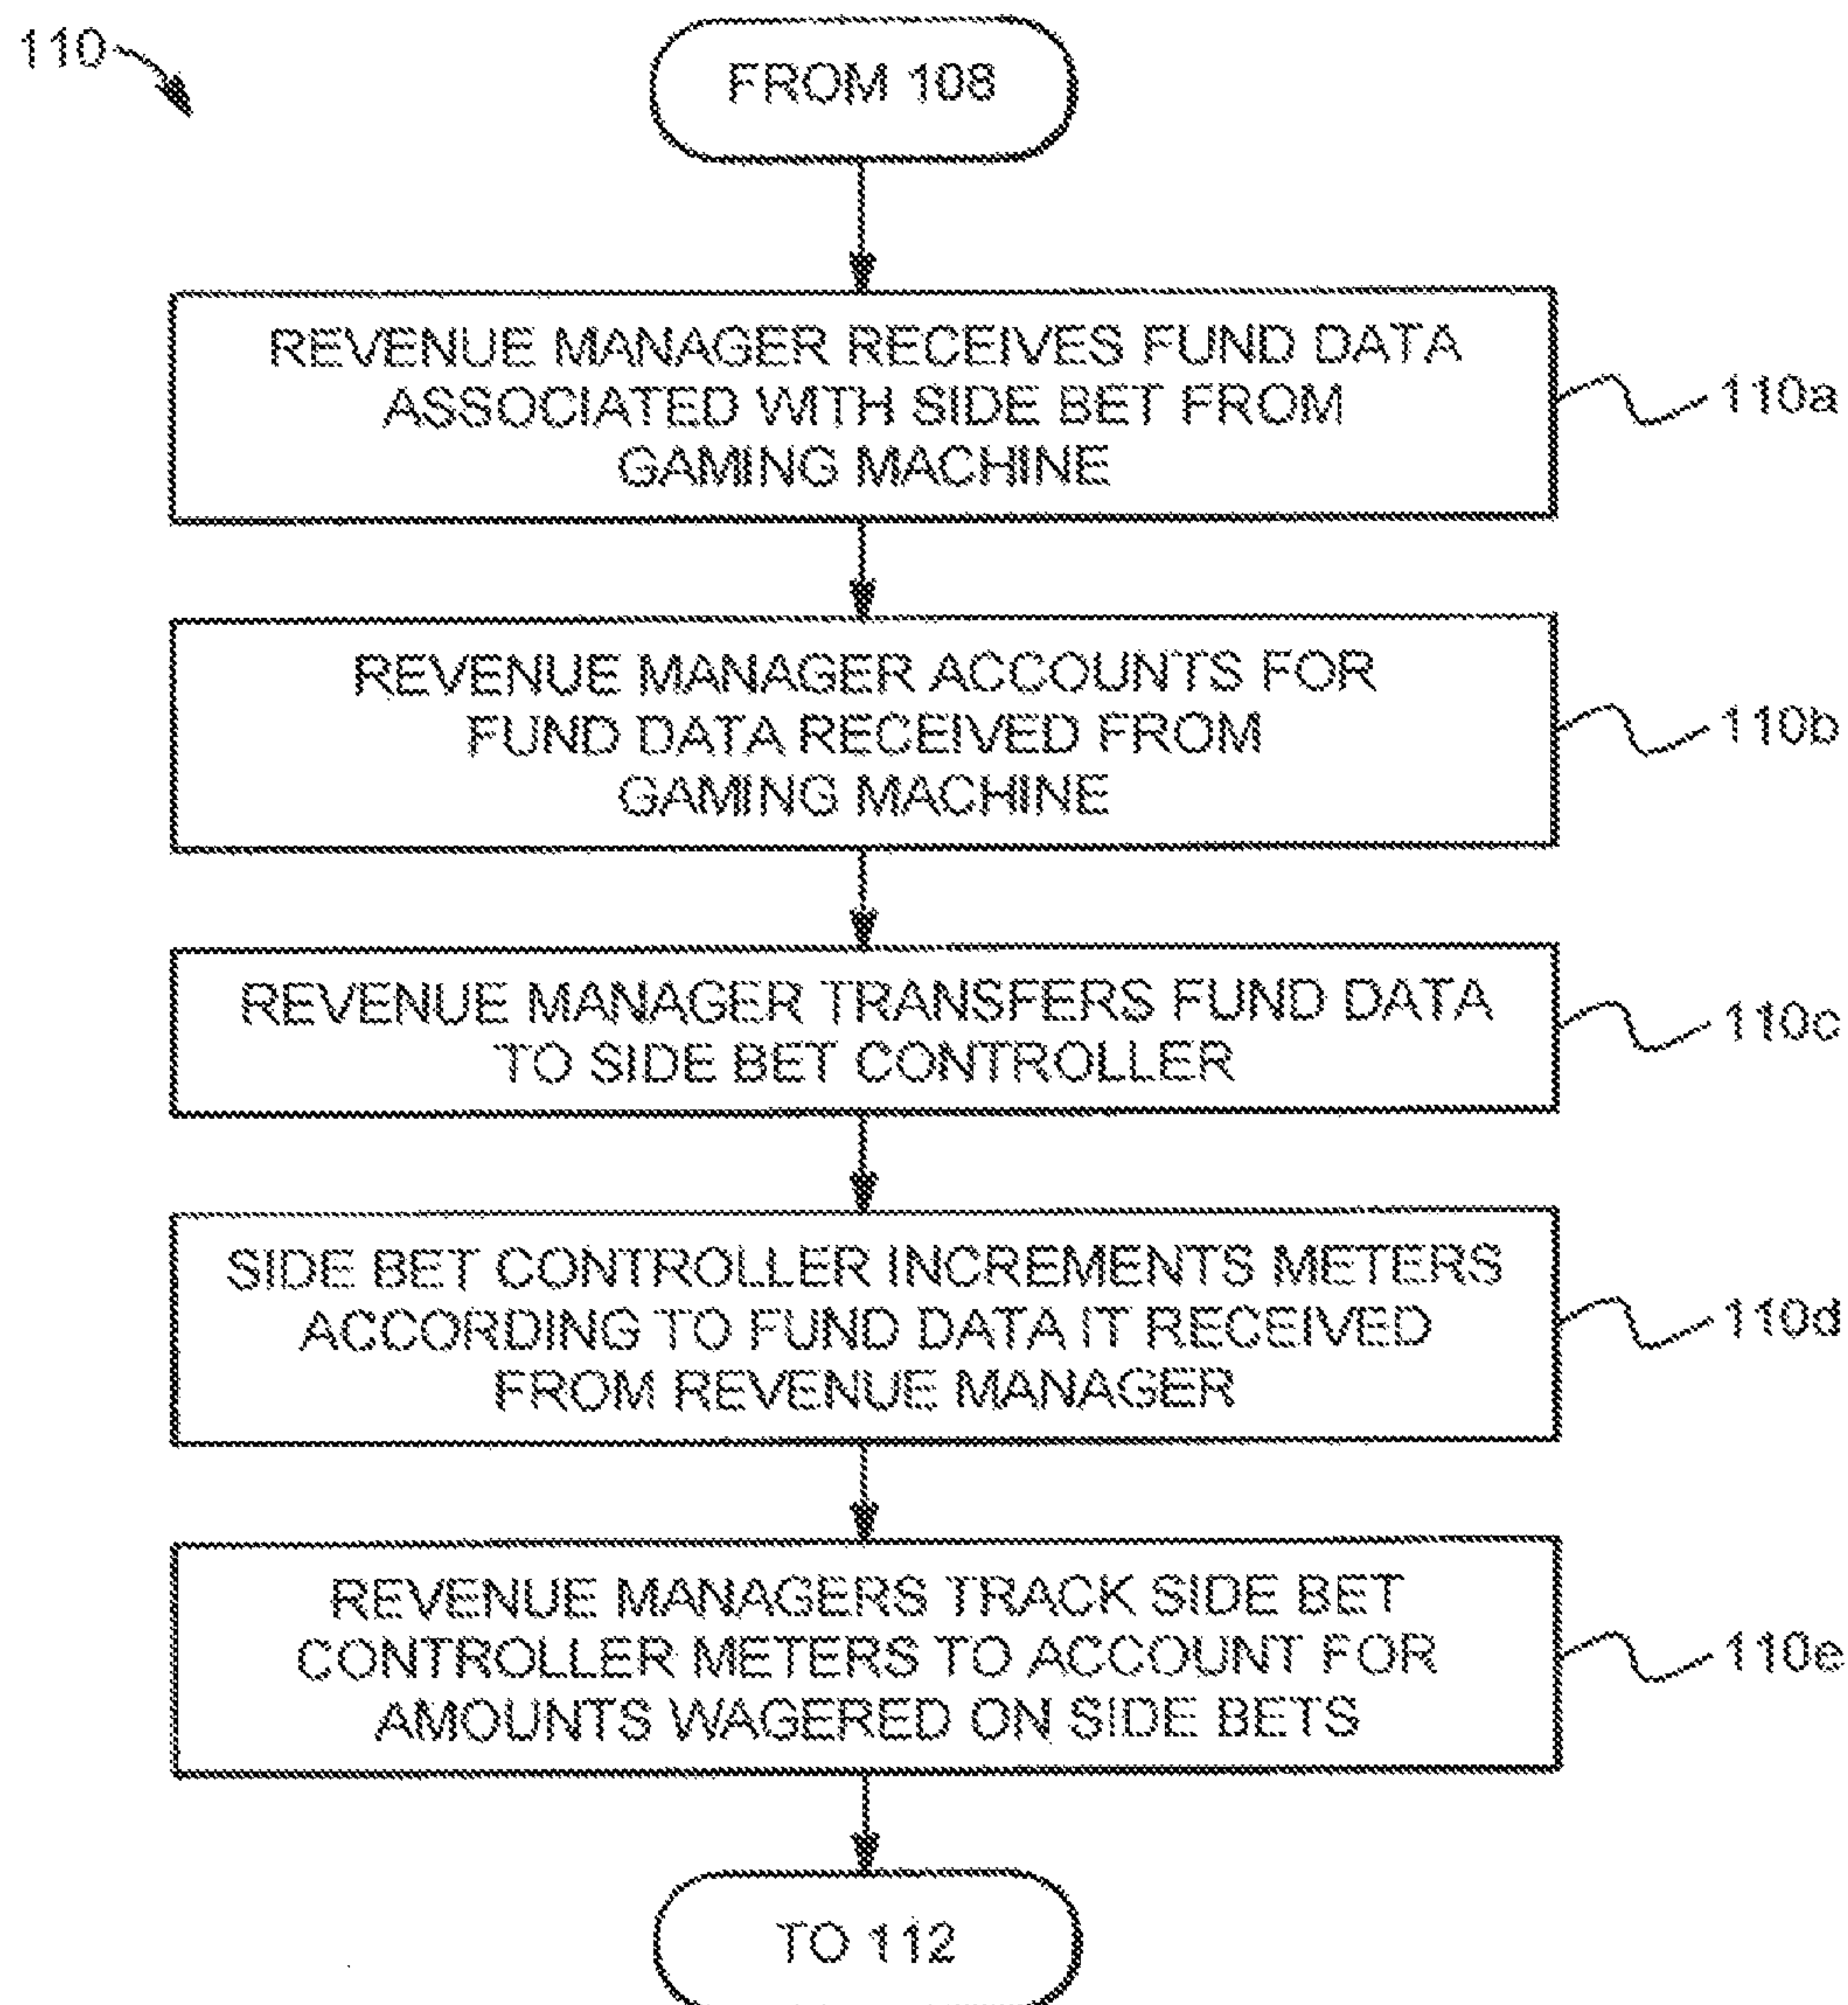 110
FROM 108
REVENUE MANAGER RECEIVES FUND DATA
ASSOCIATED WITH SIDE BET FROM
GAMING MACHINE
110a
REVENUE MANAGER ACCOUNTS FOR
FUND DATA RECEIVED FROM
GAMING MACHINE
110b
REVENUE MANAGER TRANSFERS FUND DATA
TO SIDE BET CONTROLLER
110c
SIDE BET CONTROLLER INCREMENTS METERS
ACCORDING TO FUND DATA IT RECEIVED
FROM REVENUE MANAGER
110d
REVENUE MANAGERS TRACK SIDE BET
CONTROLLER METERS TO ACCOUNT FOR
AMOUNTS WAGERED ON SIDE BETS
110e
TO 112